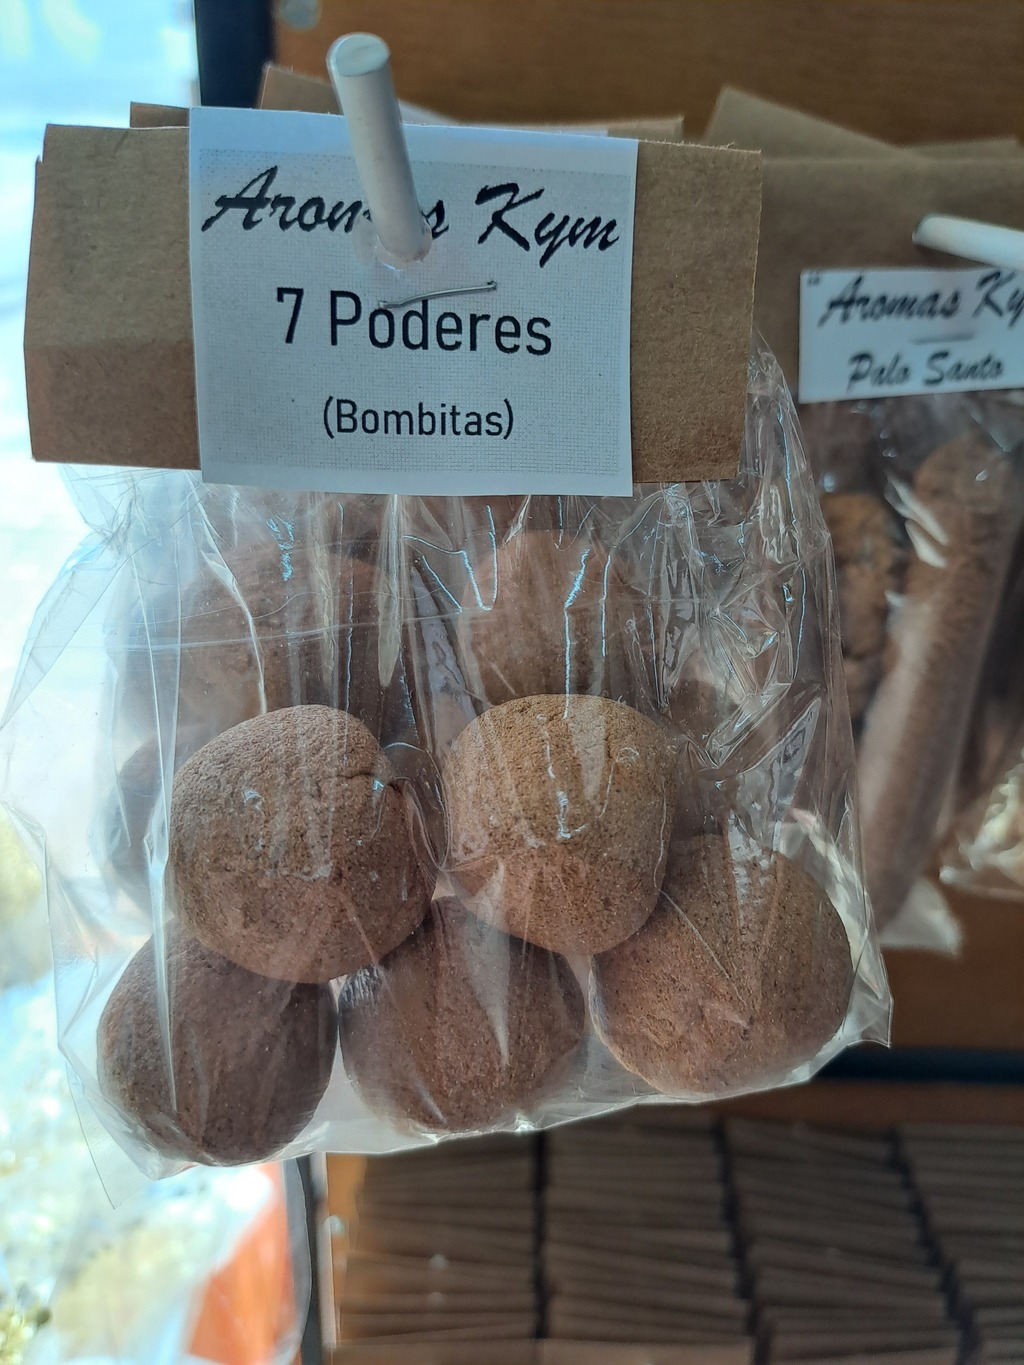 Aromas Kym
7 Poderes
(Bombitas)
"Aromas Ky
Palo Santo